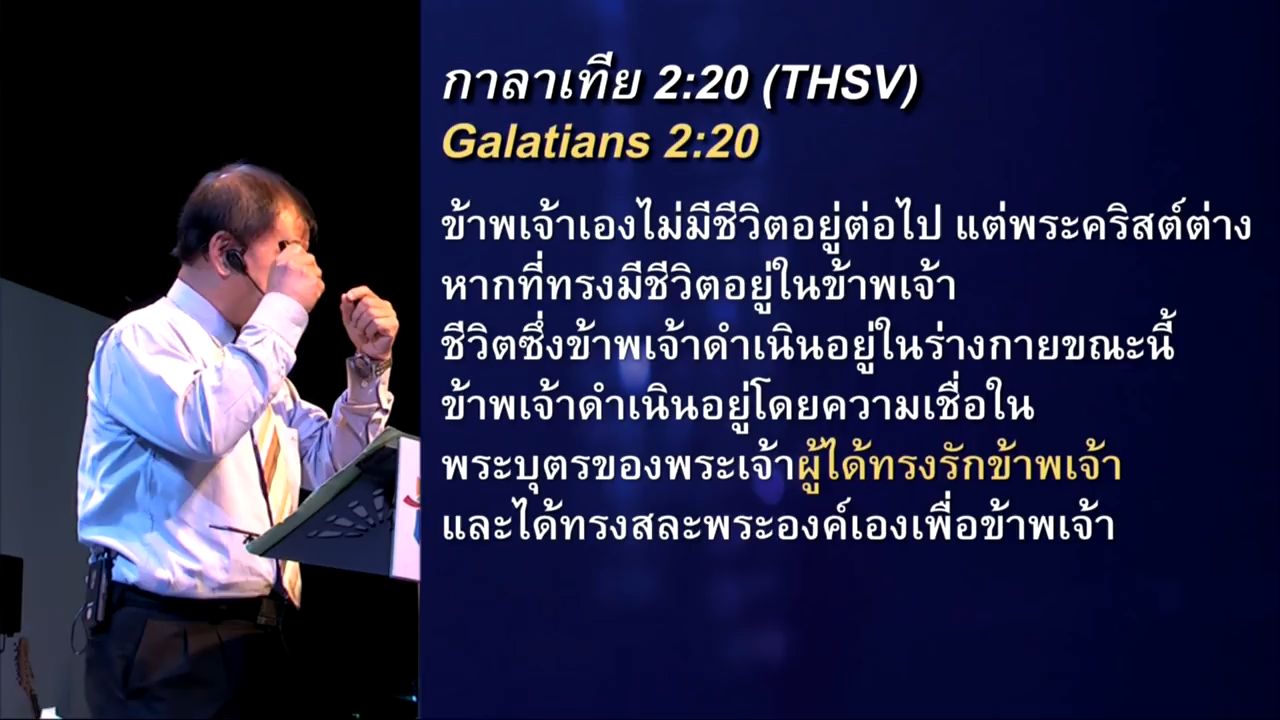 กาลาเทีย 2:20 (THSV)
Galatians 2:20
ข้าพเจ้าเองไม่มีชีวิตอยู่ต่อไป แต่พระคริสต์ต่าง
หากที่ทรงมีชีวิตอยู่ในข้าพเจ้า
ชีวิตซึ่งข้าพเจ้าดำเนินอยู่ในร่างกายขณะนี้
ข้าพเจ้าดำเนินอยู่โดยความเชื่อใน
พระบุตรของพระเจ้าผู้ได้ทรงรักข้าพเจ้า
และได้ทรงสละพระองค์เองเพื่อข้าพเจ้า